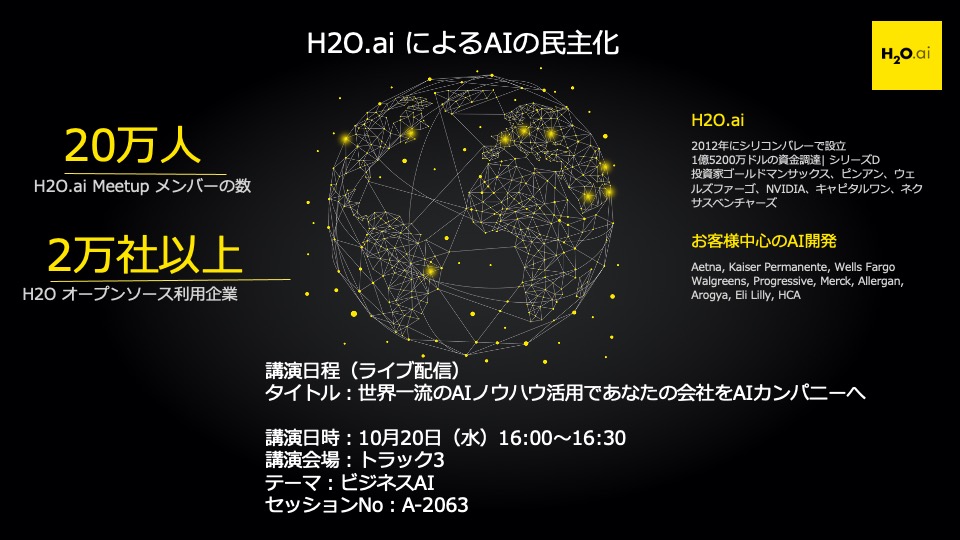 H2O.ai によるAIの民主化
H2O.ai
20万人
H2O.ai Meetup メンバーの数
2万社以上
H2O オープンソース利用企業
H2O.ai
2012年にシリコンバレーで設立
1億5200万ドルの資金調達| シリーズD
投資家ゴールドマンサックス、ピンアン、ウェ
ルズファーゴ、NVIDIA、キャピタルワン、ネク
サスベンチャーズ
お客様中心のAI開発
Aetna, Kaiser Permanente, Wells Fargo
Walgreens, Progressive, Merck, Allergan,
Arogya, Eli Lilly, HCA
講演日程（ライブ配信）
タイトル：世界一流のAIノウハウ活用であなたの会社をAIカンパニーへ
講演日時：10月20日（水）16:00～16:30
講演会場：トラック3
テーマ：ビジネスAI
セッションNo：A-2063